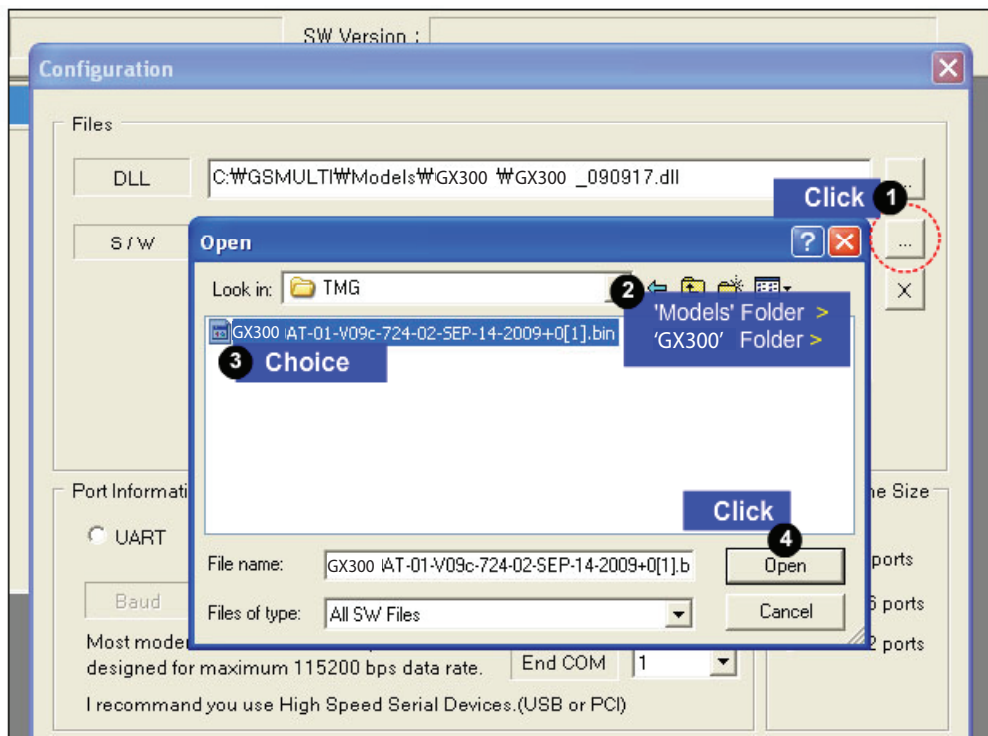 SW Version :
Configuration
Files
DLL
C:₩GSMULTI₩Models₩GX300 ₩GX300 _090917.dll
...
Click 1
S / W
...
X
Open
Look in: TMG
2
'Models' Folder >
‘GX300’ Folder >
GX300 AT-01-V09c-724-02-SEP-14-2009+0[1].bin
3 Choice
Port Informati
ne Size
UART
Click
4
File name:
GX300 AT-01-V09c-724-02-SEP-14-2009+0[1].b
Open
ports
Baud
Files of type:
All SW Files
Cancel
6 ports
Most moder
2 ports
designed for maximum 115200 bps data rate.
End COM
1
I recommand you use High Speed Serial Devices.(USB or PCI)